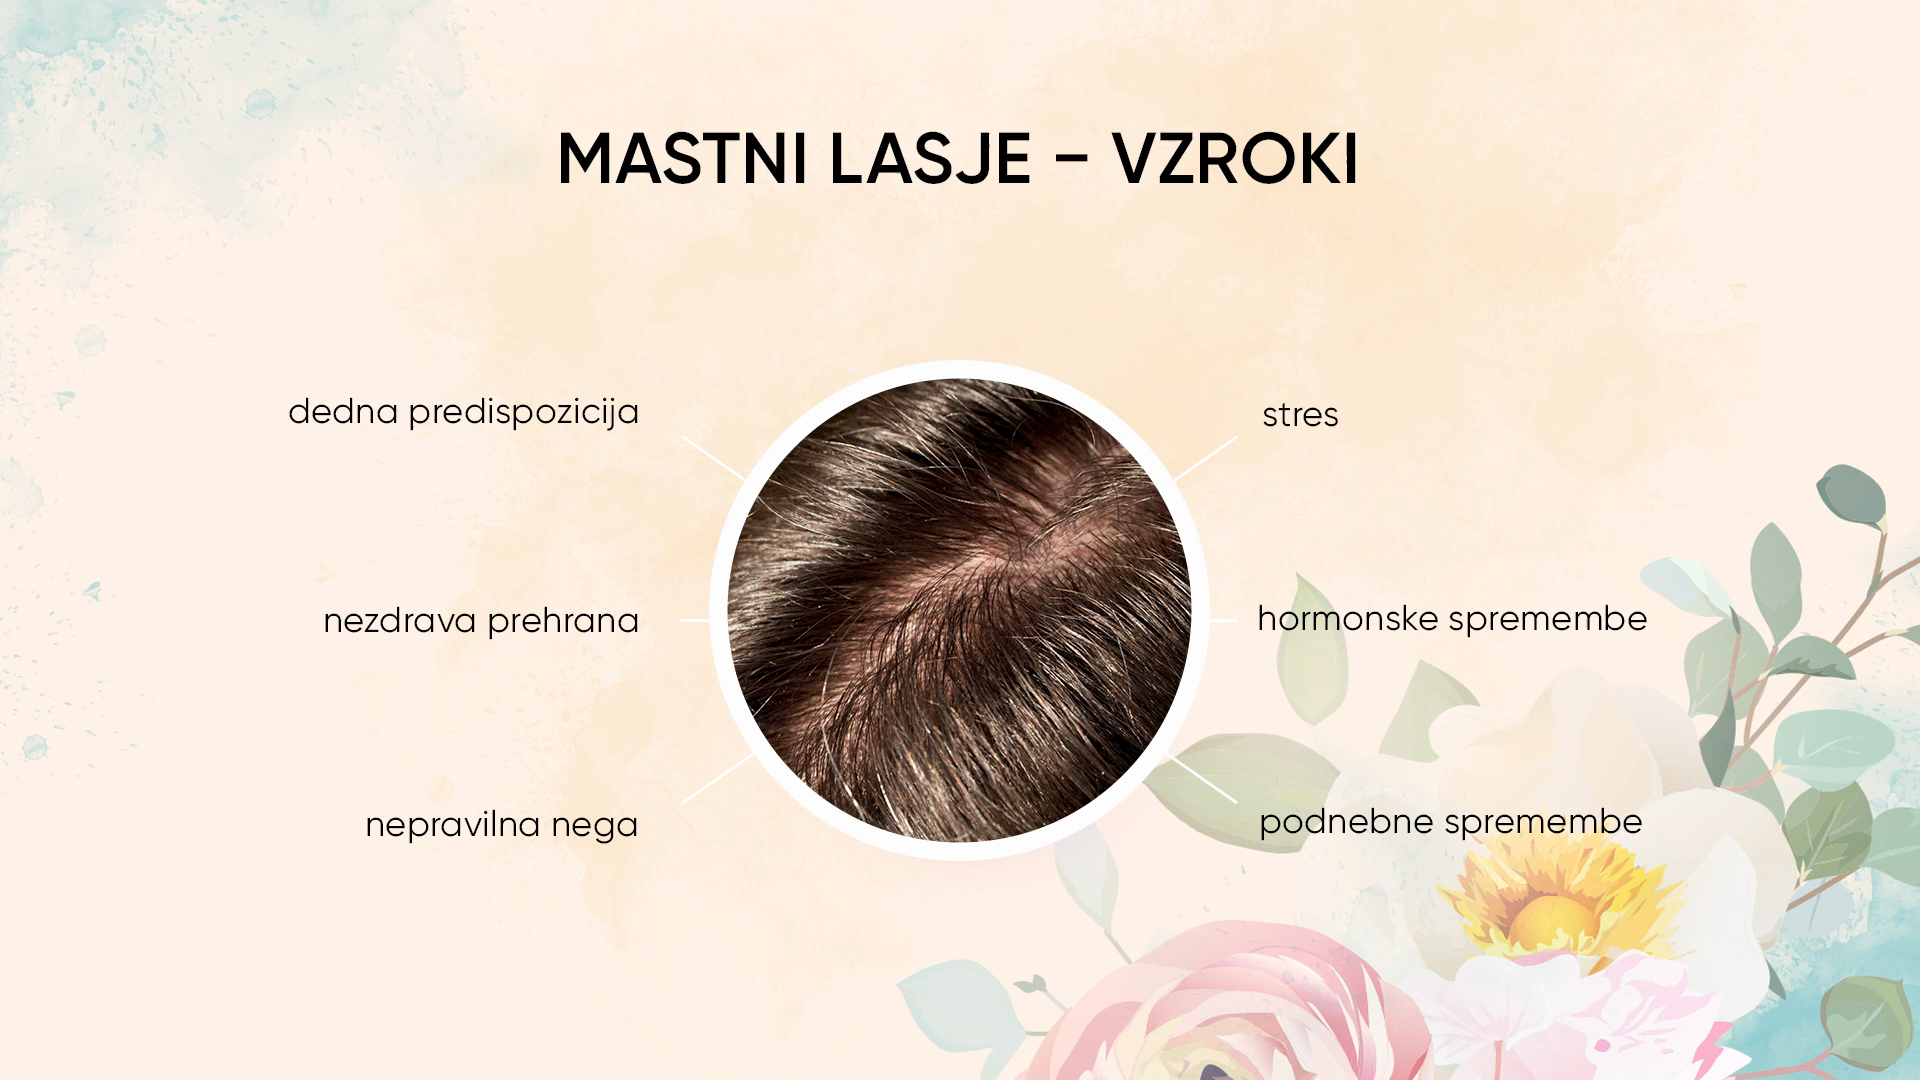 MASTNI LASJE – VZROKI
dedna predispozicija
stres
nezdrava prehrana
hormonske spremembe
nepravilna nega
podnebne spremembe